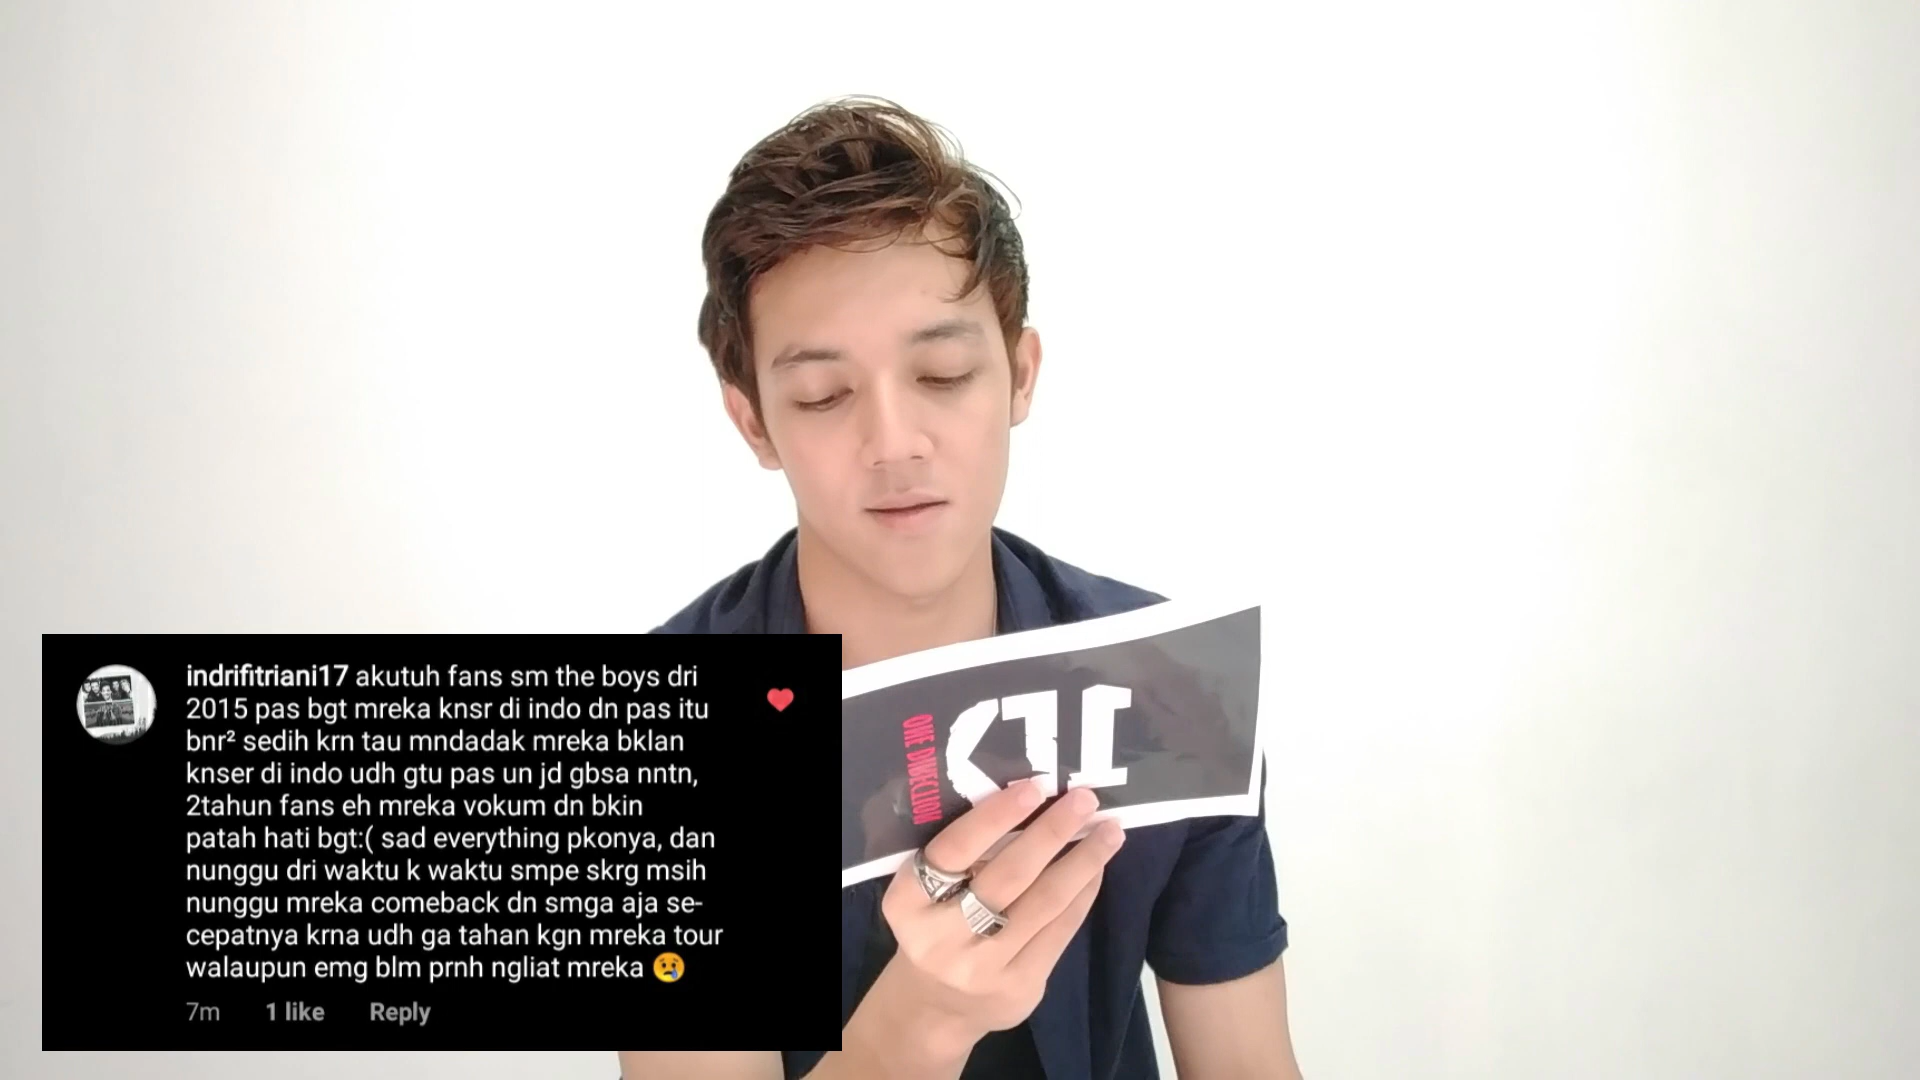 indrifitriani17 akutuh fans sm the boys dri
2015 pas bgt mreka knsr di indo dn pas itu
bnr² sedih krn tau mndadak mreka bklan
knser di indo udh gtu pas un jd gbsa nntn,
2tahun fans eh mreka vokum dn bkin
patah hati bgt:( sad everything pkonya, dan
nunggu dri waktu k waktu smpe skrg msih
nunggu mreka comeback dn smga aja se-
cepatnya krna udh ga tahan kgn mreka tour
walaupun emg blm prnh ngliat mreka 😢
7m 1 like Reply
1D
ONE DIRECTION